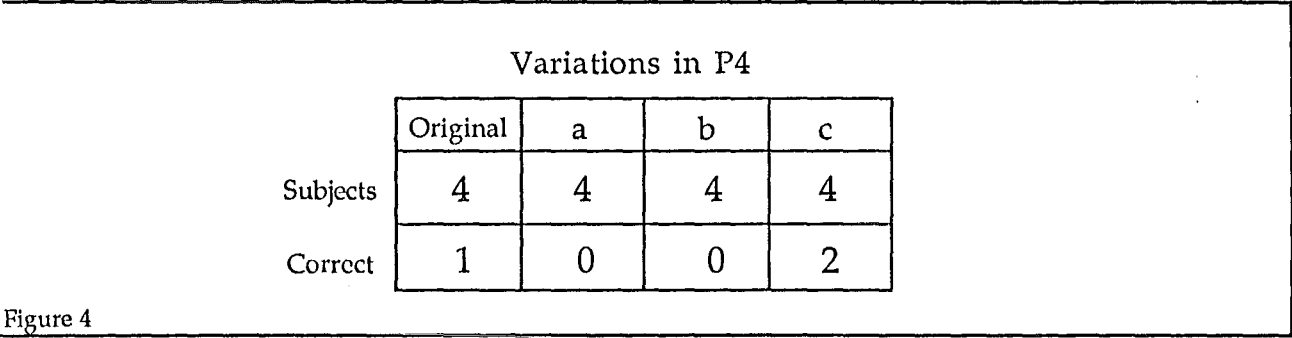 Variations in P4
Original a b c
Subjects 4 4 4 4
Correct 1 0 0 2
Figure 4